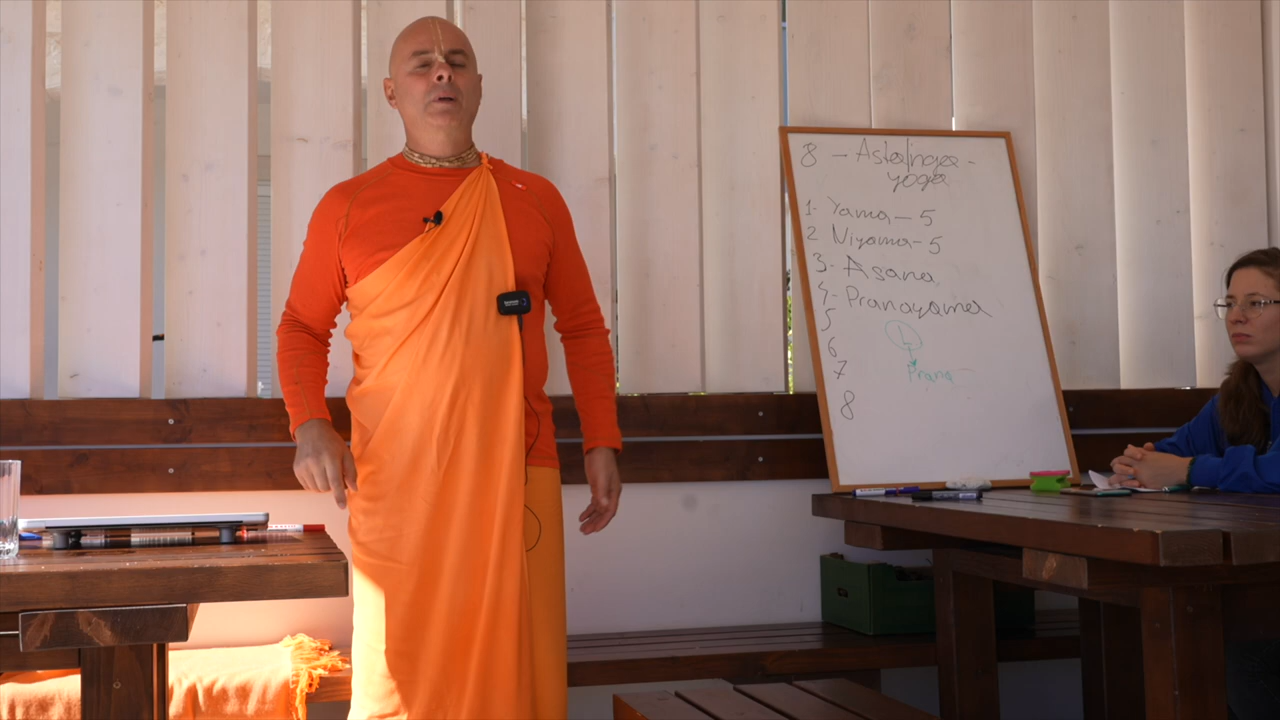 8 - Astanga -
yoga
1- Yama - 5
2 Niyama - 5
3- Asana
4- Pranayama
5
6
7
8
L
Prana